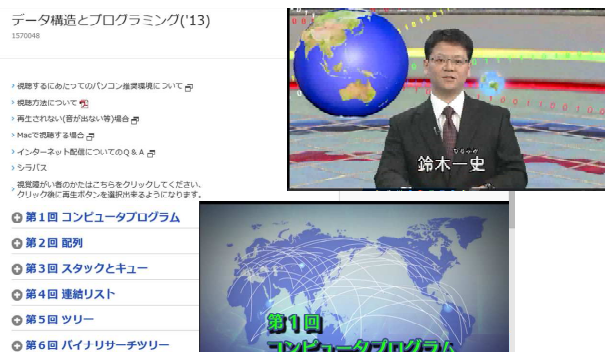 データ構造とプログラミング('13)
1570048
視聴するにあたってのパソコン推奨環境について
視聴方法について
再生されない(音が出ない等)場合
Macで視聴する場合
インターネット配信についてのQ & A
シラバス
視覚障がい者のかたはこちらをクリックしてください。
クリック後に再生ボタンを選択出来るようになります。
第1回 コンピュータプログラム
第2回 配列
第3回 スタックとキュー
第4回 連結リスト
第5回 ツリー
第6回 バイナリサーチツリー
鈴木一史
第1回
コンピュータプログラム